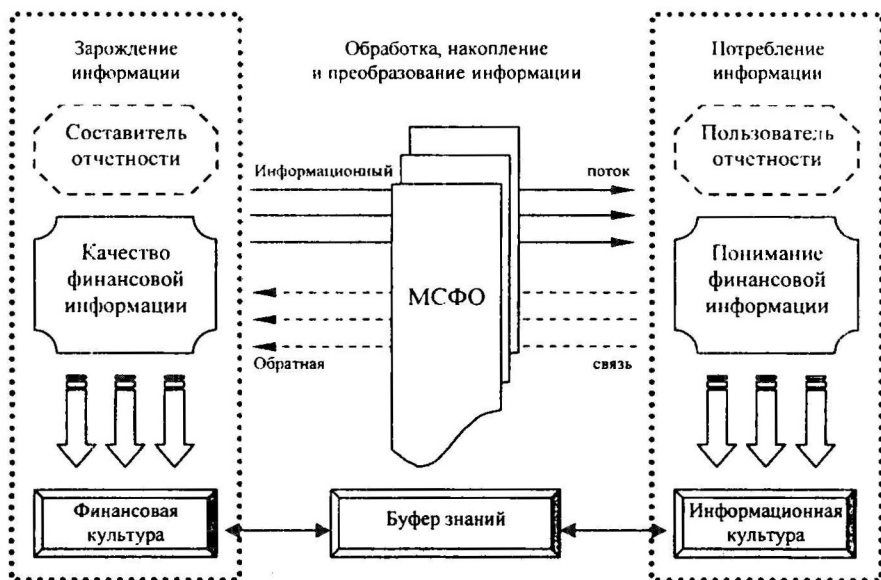 Зарождение
информации
Составитель
отчетности
Качество
финансовой
информации
Финансовая
культура
Обработка, накопление
и преобразование информации
Информационный
поток
МСФО
Обратная
связь
Буфер знаний
Потребление
информации
Пользователь
отчетности
Понимание
финансовой
информации
Информационная
культура